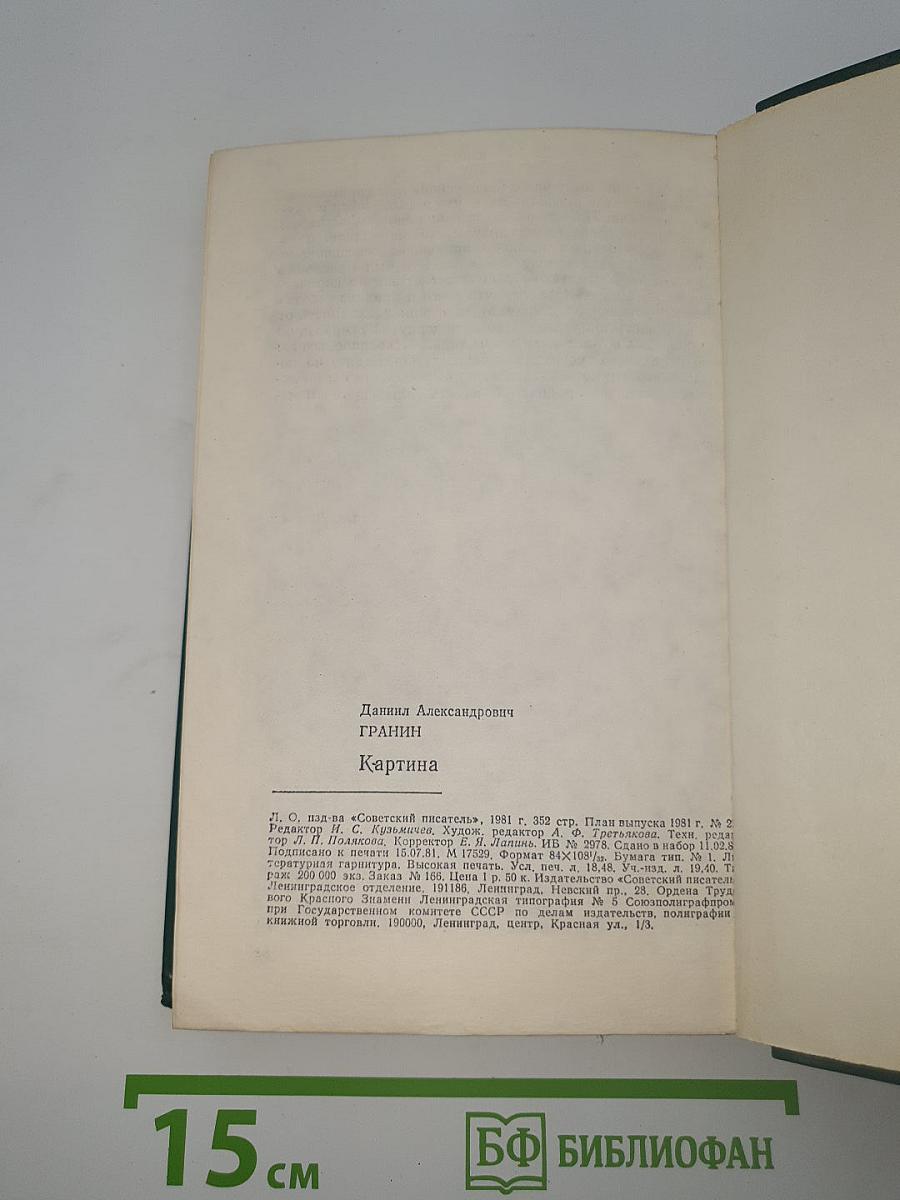 Даниил Александрович
ГРАНИН
Картина
Л. О. изд-ва «Советский писатель», 1981 г. 352 стр. План выпуска 1981 г. №
Редактор И. С. Кузьмичев. Худож. редактор А. Ф. Третьякова. Техн. редак
тор Л. П. Полякова. Корректор Е. Я. Лапинь. ИБ № 2978. Сдано в набор 11.02.8
Подписано к печати 15.07.81. М 17529. Формат 84×108¹/₃₂. Бумага тип. № 1. Ли
тературная гарнитура. Высокая печать. Усл. печ. л. 18,48. Уч.-изд. л. 19,40. Ти
раж 200 000 экз. Заказ № 166. Цена 1 р. 50 к. Издательство «Советский писатель
Ленинградское отделение. 191186, Ленинград, Невский пр., 28. Ордена Трудо
вого Красного Знамени Ленинградская типография № 5 Союзполиграфпром
при Государственном комитете СССР по делам издательств, полиграфии
книжной торговли. 190000, Ленинград, центр, Красная ул., 1/3.
15 см
БФ БИБЛИОФАН